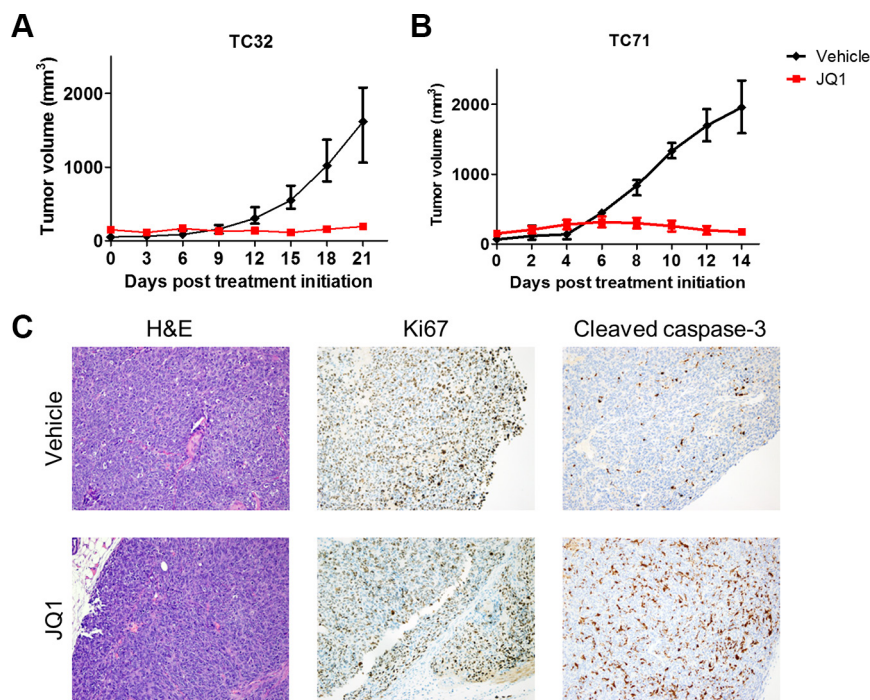 A
TC32
Tumor volume (mm³)
2000
1000
0
0 3 6 9 12 15 18 21
Days post treatment initiation
B
TC71
Tumor volume (mm³)
2000
1000
0
0 2 4 6 8 10 12 14
Days post treatment initiation
Vehicle
JQ1
C
H&E Ki67 Cleaved caspase-3
Vehicle
JQ1